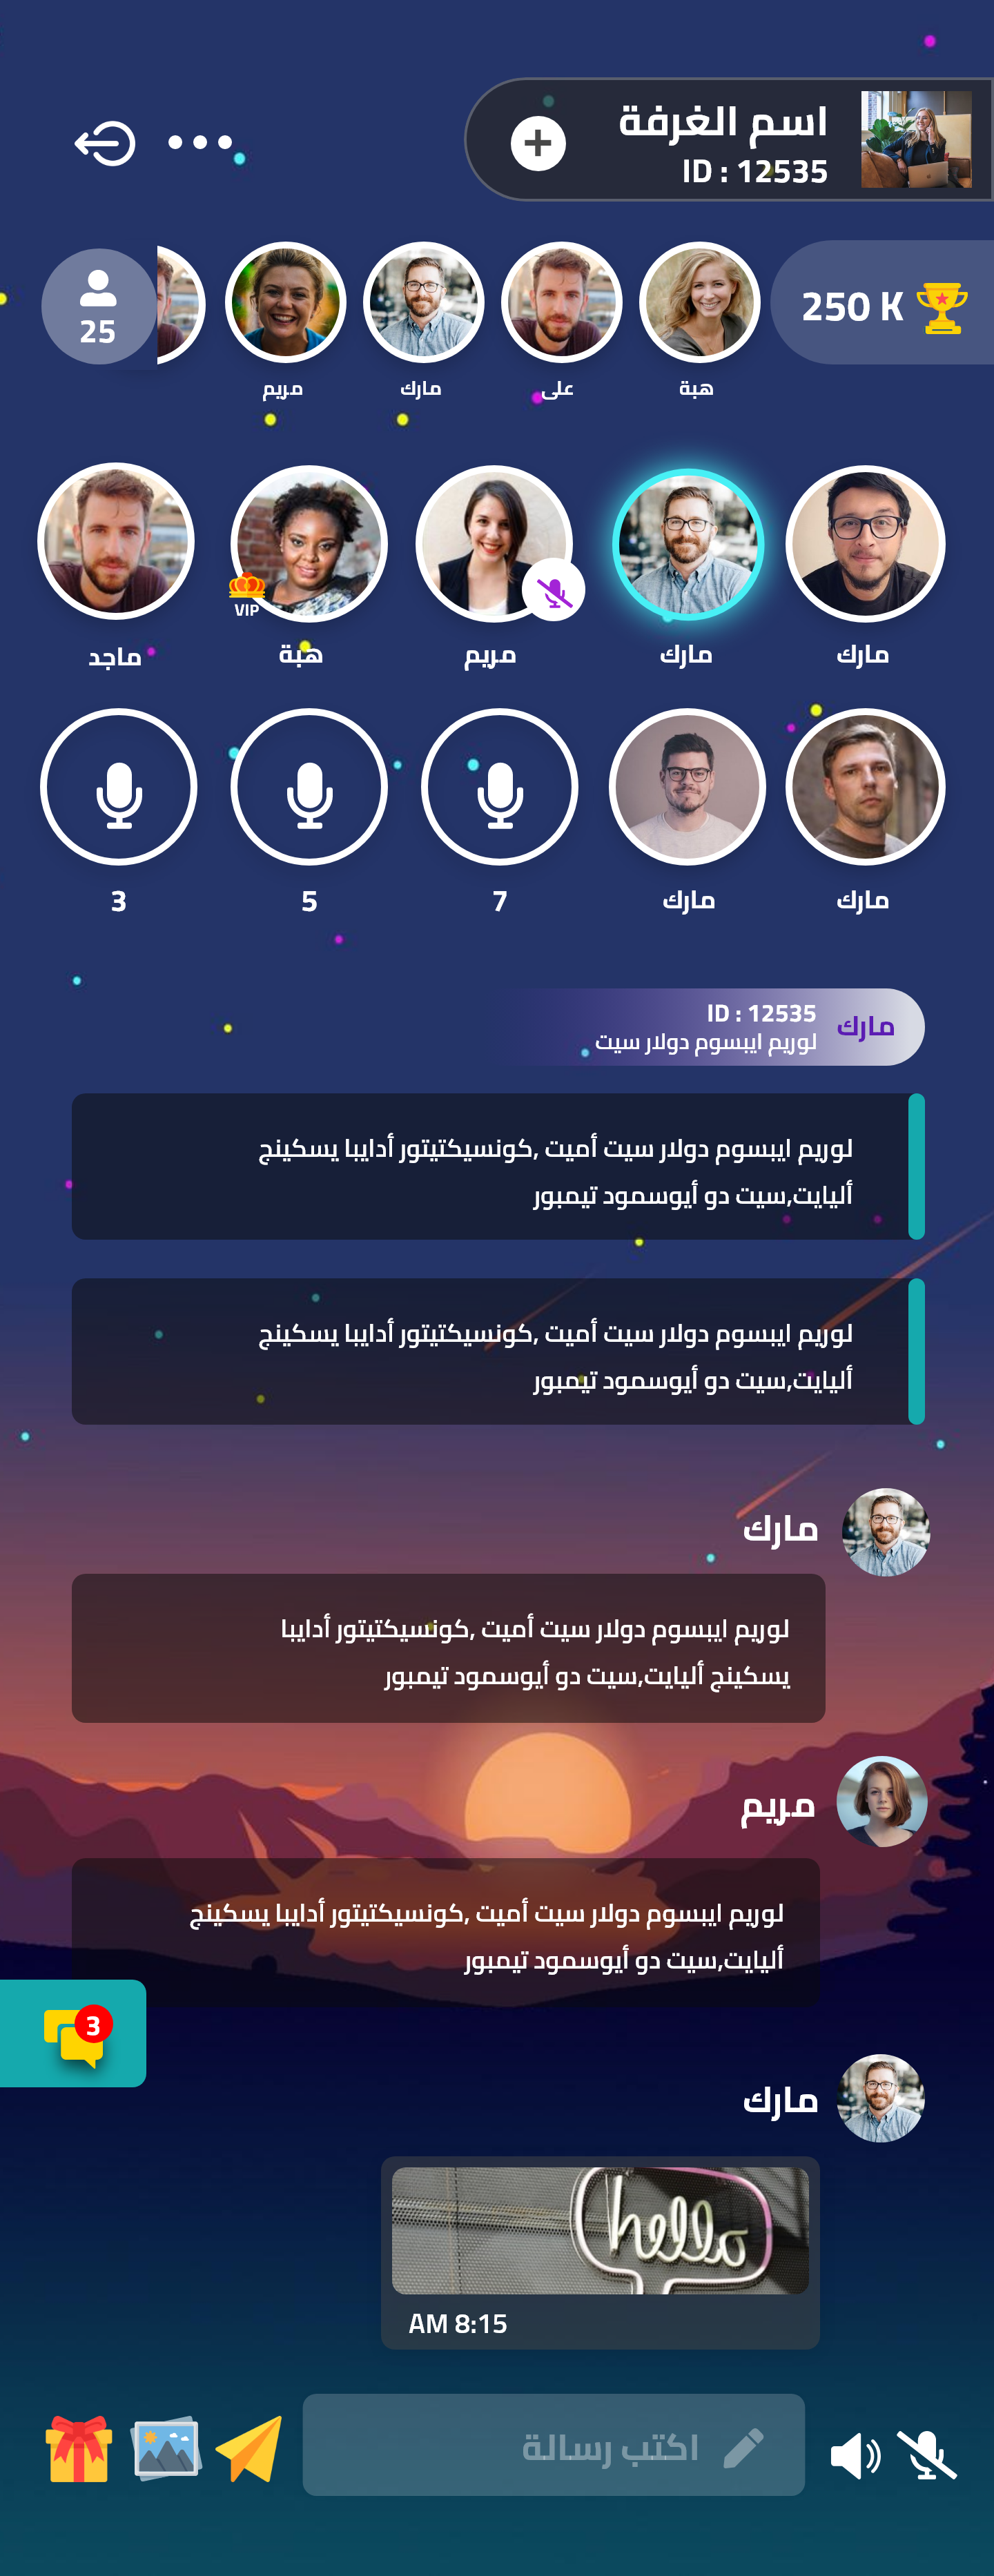 اسم الغرفة
ID : 12535
250 K
25
هبة
على
مارك
مريم
مارك
مارك
مريم
هبة
VIP
ماجد
مارك
مارك
7
5
3
مارك
ID : 12535
لوريم ايبسوم دولار سيت
لوريم ايبسوم دولار سيت أميت ,كونسيكتيتور أدايبا يسكينج
أليايت,سيت دو أيوسمود تيمبور
لوريم ايبسوم دولار سيت أميت ,كونسيكتيتور أدايبا يسكينج
أليايت,سيت دو أيوسمود تيمبور
مارك
لوريم ايبسوم دولار سيت أميت ,كونسيكتيتور أدايبا
يسكينج أليايت,سيت دو أيوسمود تيمبور
مريم
لوريم ايبسوم دولار سيت أميت ,كونسيكتيتور أدايبا يسكينج
أليايت,سيت دو أيوسمود تيمبور
3
مارك
hello
AM 8:15
اكتب رسالة